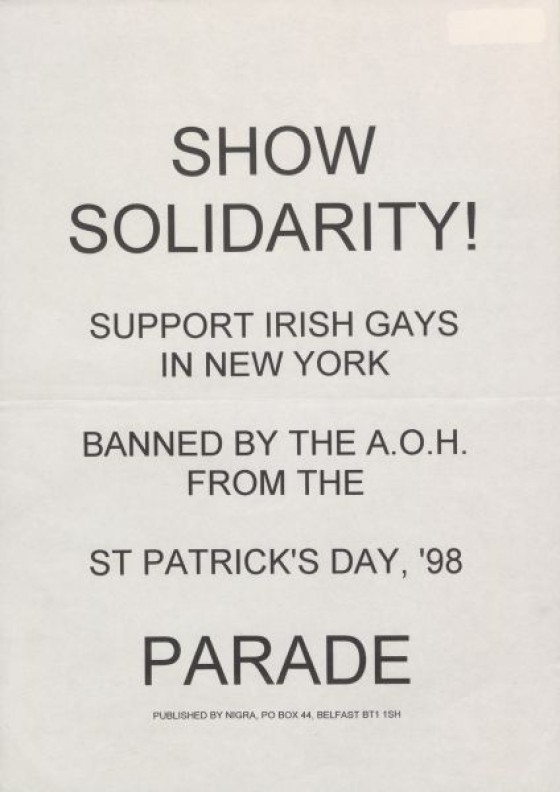 SHOW
SOLIDARITY!
SUPPORT IRISH GAYS
IN NEW YORK
BANNED BY THE A.O.H.
FROM THE
ST PATRICK'S DAY, '98
PARADE
PUBLISHED BY NIGRA, PO BOX 44, BELFAST BT1 1SH